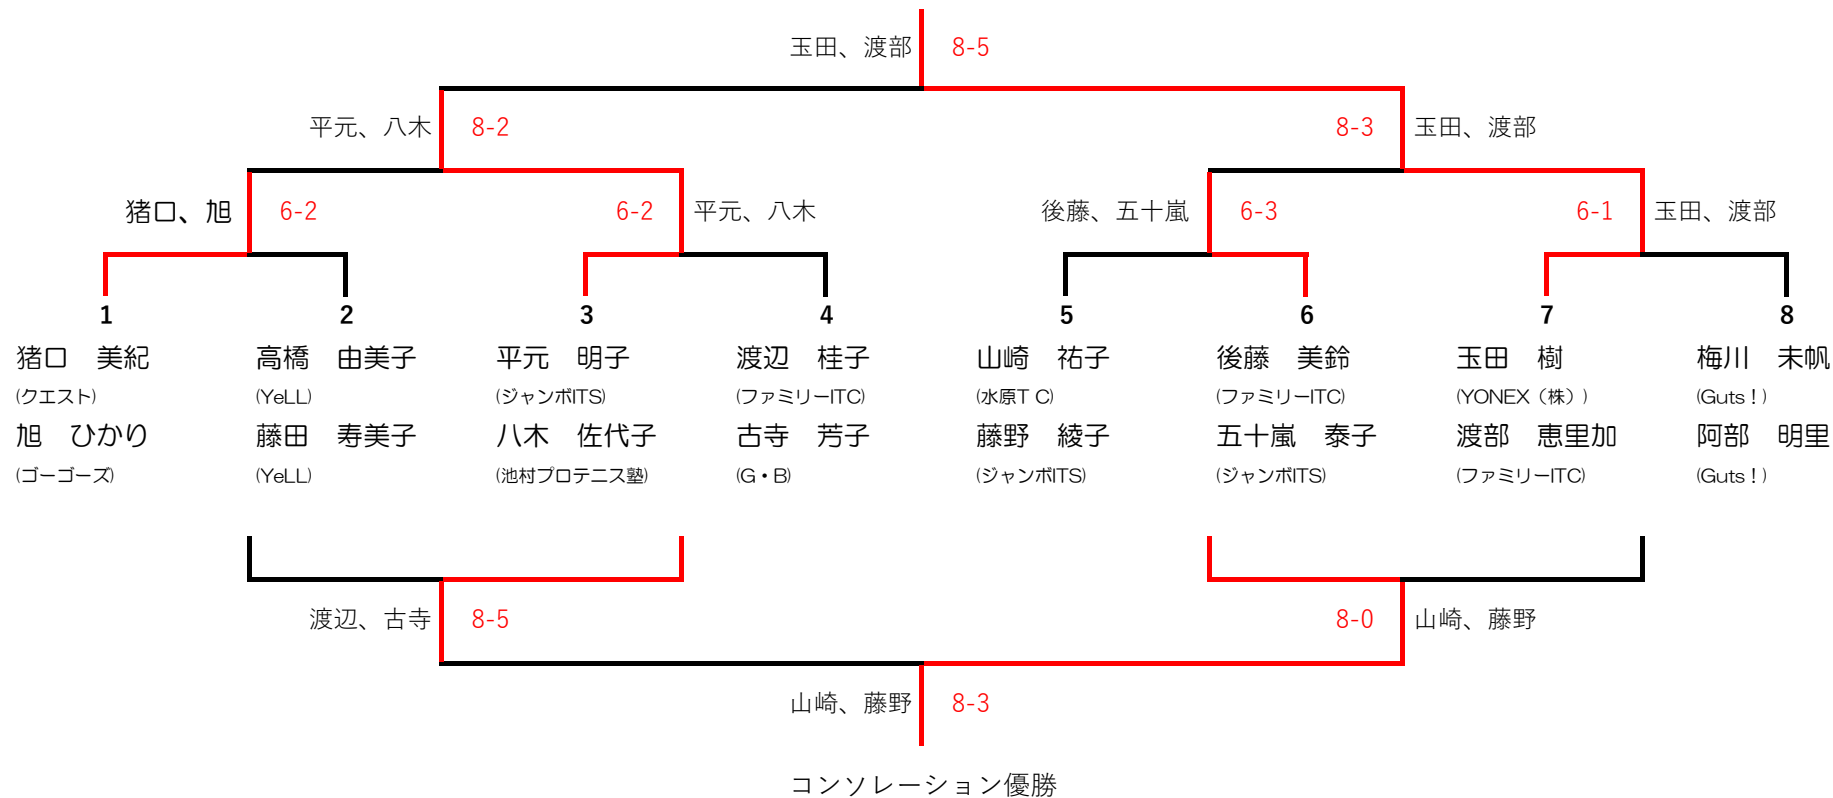 玉田、渡部 8-5
平元、八木 8-2 8-3 玉田、渡部
猪口、旭 6-2 6-2 平元、八木 後藤、五十嵐 6-3 6-1 玉田、渡部
1 2 3 4 5 6 7 8
猪口　美紀 高橋　由美子 平元　明子 渡辺　桂子 山崎　祐子 後藤　美鈴 玉田　樹 梅川　未帆
(クエスト) (YeLL) (ジャンボITS) (ファミリーITC) (水原T C) (ファミリーITC) (YONEX（株）) (Guts！)
旭　ひかり 藤田　寿美子 八木　佐代子 古寺　芳子 藤野　綾子 五十嵐　泰子 渡部　恵里加 阿部　明里
(ゴーゴーズ) (YeLL) (池村プロテニス塾) (G・B) (ジャンボITS) (ジャンボITS) (ファミリーITC) (Guts！)
渡辺、古寺 8-5 8-0 山崎、藤野
山崎、藤野 8-3
コンソレーション優勝